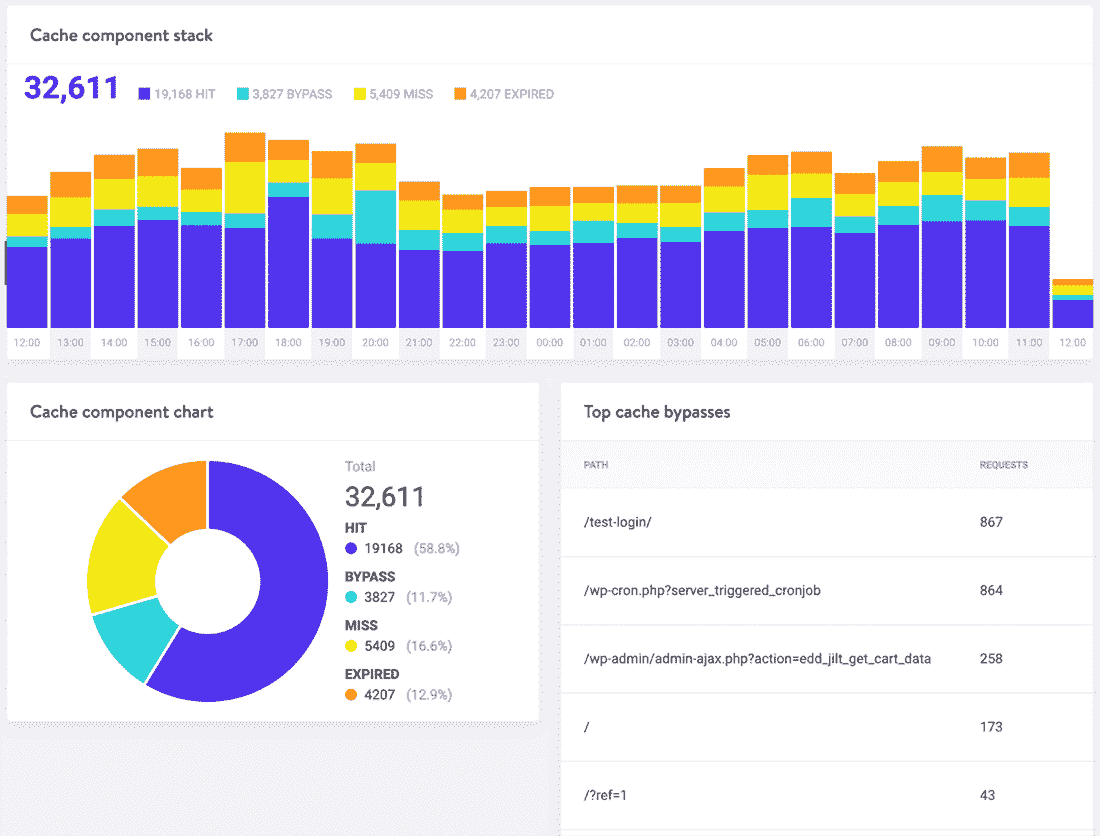 Cache component stack
32,611 19,168 HIT 3,827 BYPASS 5,409 MISS 4,207 EXPIRED
12:00 13:00 14:00 15:00 16:00 17:00 18:00 19:00 20:00 21:00 22:00 23:00 00:00 01:00 02:00 03:00 04:00 05:00 06:00 07:00 08:00 09:00 10:00 11:00 12:00
Cache component chart
Total
32,611
HIT
19168 (58.8%)
BYPASS
3827 (11.7%)
MISS
5409 (16.6%)
EXPIRED
4207 (12.9%)
Top cache bypasses
PATH REQUESTS
/test-login/ 867
/wp-cron.php?server_triggered_cronjob 864
/wp-admin/admin-ajax.php?action=edd_jilt_get_cart_data 258
/ 173
/?ref=1 43